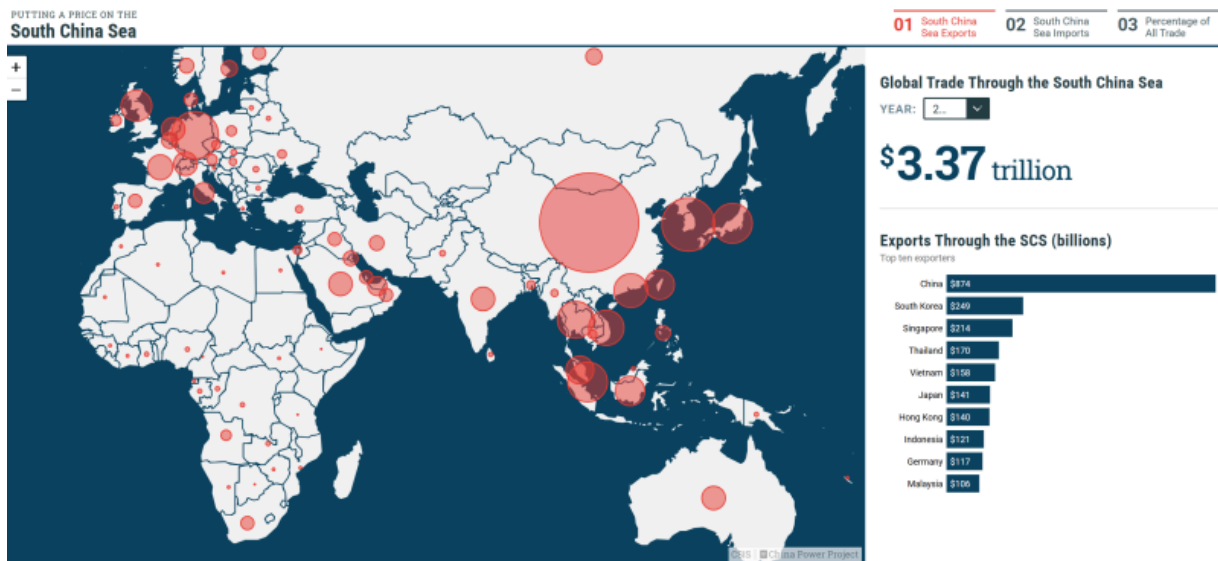 PUTTING A PRICE ON THE
South China Sea
01 South China
Sea Exports
02 South China
Sea Imports
03 Percentage of
All Trade
+
−
Global Trade Through the South China Sea
YEAR: 2...
$3.37 trillion
Exports Through the SCS (billions)
Top ten exporters
China $874
South Korea $249
Singapore $214
Thailand $170
Vietnam $158
Japan $141
Hong Kong $140
Indonesia $121
Germany $117
Malaysia $106
CSIS | China Power Project